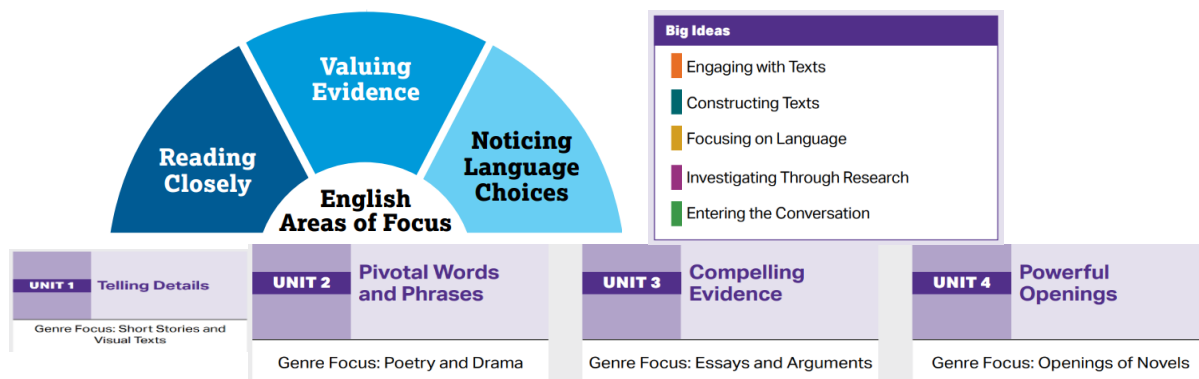 Reading
Closely
Valuing
Evidence
Noticing
Language
Choices
English
Areas of Focus
Big Ideas
Engaging with Texts
Constructing Texts
Focusing on Language
Investigating Through Research
Entering the Conversation
UNIT 1
Telling Details
Genre Focus: Short Stories and
Visual Texts
UNIT 2
Pivotal Words
and Phrases
Genre Focus: Poetry and Drama
UNIT 3
Compelling
Evidence
Genre Focus: Essays and Arguments
UNIT 4
Powerful
Openings
Genre Focus: Openings of Novels